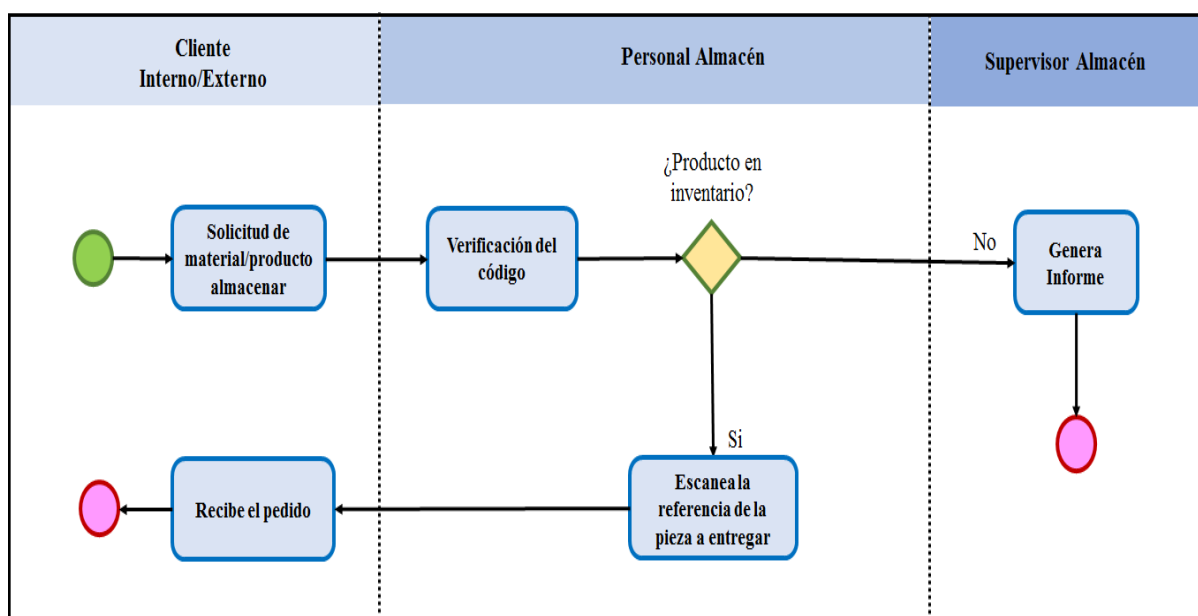 Cliente
Interno/Externo
Personal Almacén
Supervisor Almacén
¿Producto en
inventario?
Solicitud de
material/producto
almacenar
Verificación del
código
No
Genera
Informe
Si
Recibe el pedido
Escanea la
referencia de la
pieza a entregar